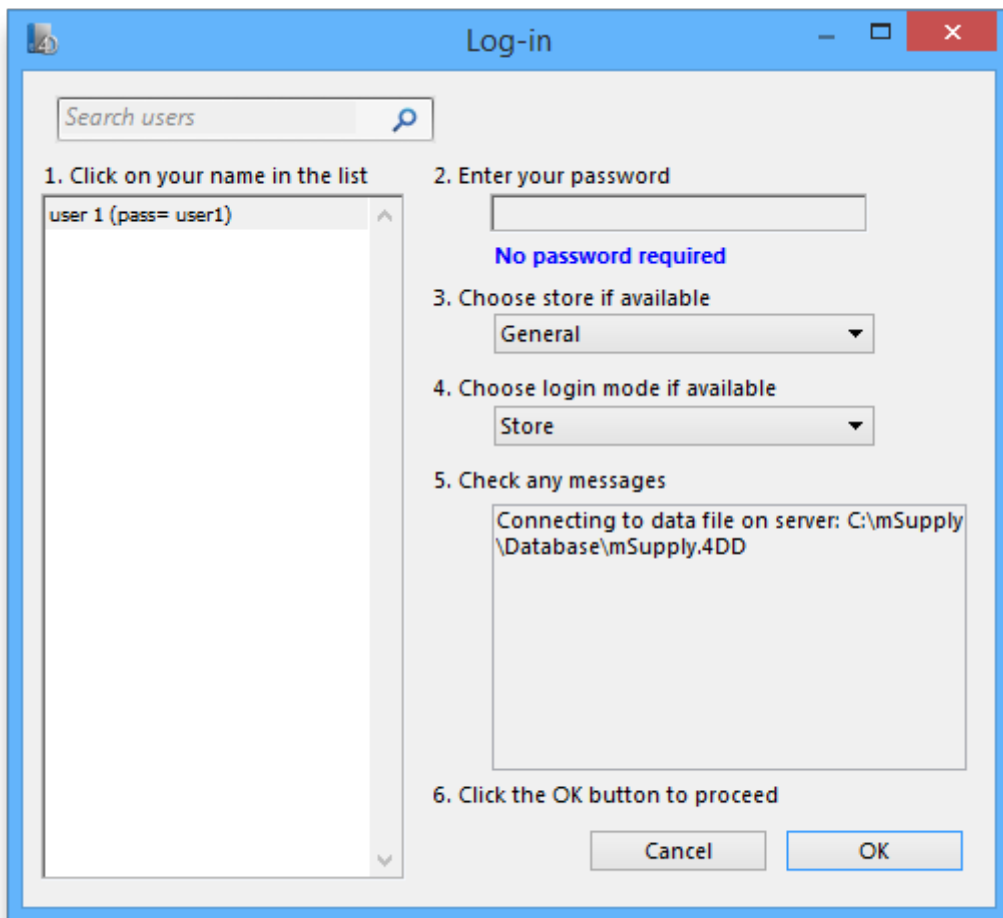 Log-in
Search users
1. Click on your name in the list
user 1 (pass= user1)
2. Enter your password
No password required
3. Choose store if available
General
4. Choose login mode if available
Store
5. Check any messages
Connecting to data file on server: C:\mSupply
\Database\mSupply.4DD
6. Click the OK button to proceed
Cancel
OK